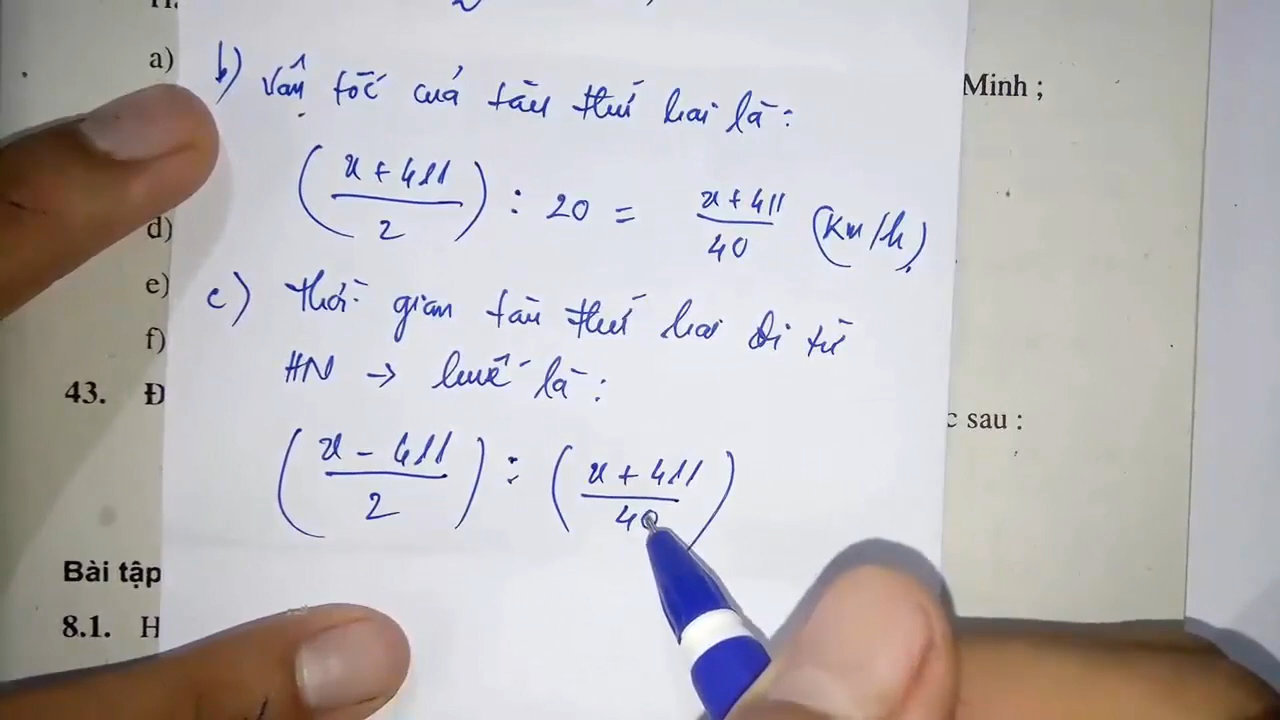 a)
b) Vận tốc của tàu thứ hai là:
Minh ;
(x + 411 / 2) : 20 = x + 411 / 40 (km/h)
d)
e)
c) thời gian tàu thứ hai đi từ
f)
HN → huế là:
43. Đ
c sau :
(x - 411 / 2) : (x + 411 / 40)
Bài tập
8.1. H